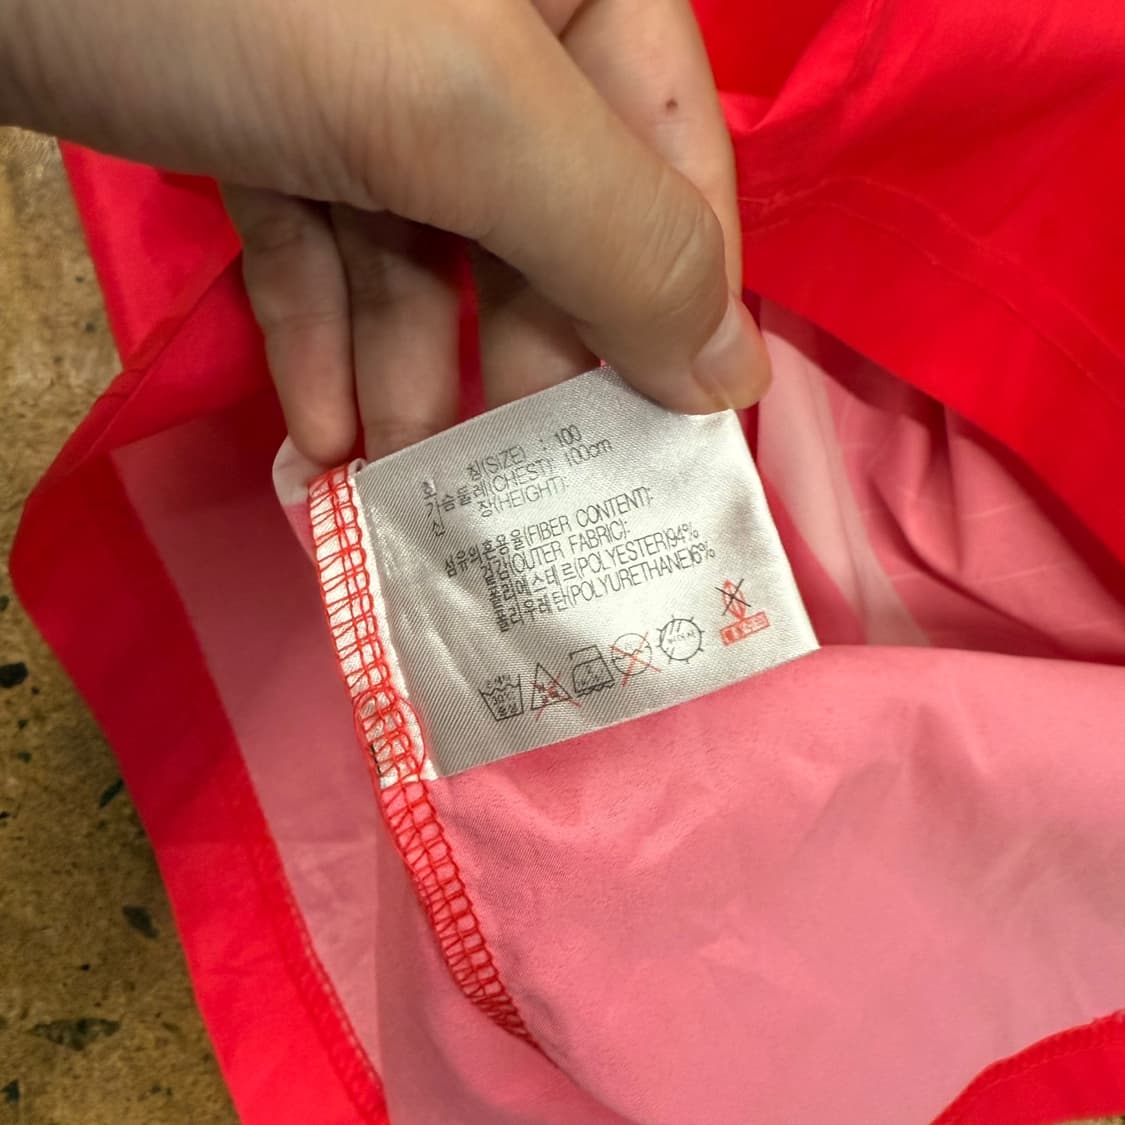 호 칭(SIZE) : 100
가슴둘레(CHEST): 100cm
신 장(HEIGHT):
섬유의혼용율(FIBER CONTENT):
겉감(OUTER FABRIC):
폴리에스테르(POLYESTER)94%
폴리우레탄(POLYURETHANE)6%